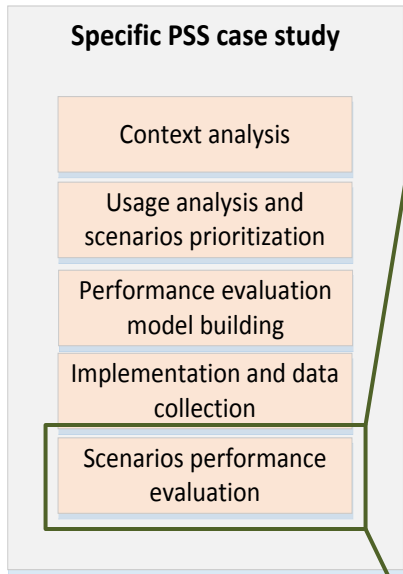 Specific PSS case study
Context analysis
Usage analysis and
scenarios prioritization
Performance evaluation
model building
Implementation and data
collection
Scenarios performance
evaluation